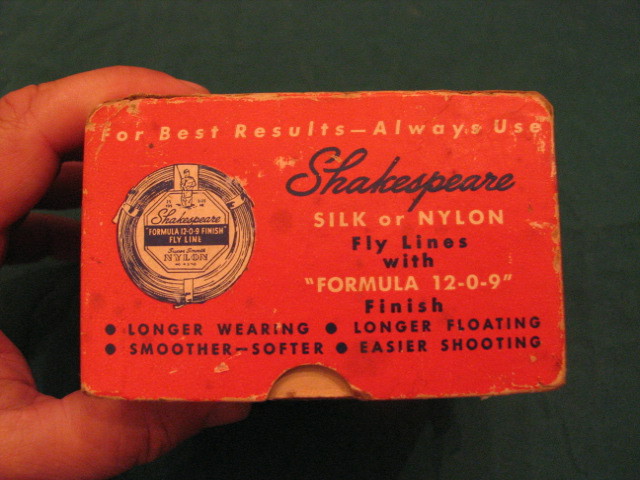 For Best Results—Always Use
Shakespeare
SILK or NYLON
Fly Lines
with
"FORMULA 12-0-9"
Finish
● LONGER WEARING ● LONGER FLOATING
● SMOOTHER—SOFTER ● EASIER SHOOTING
Shakespeare
"FORMULA 12-0-9 FINISH"
FLY LINE
NYLON